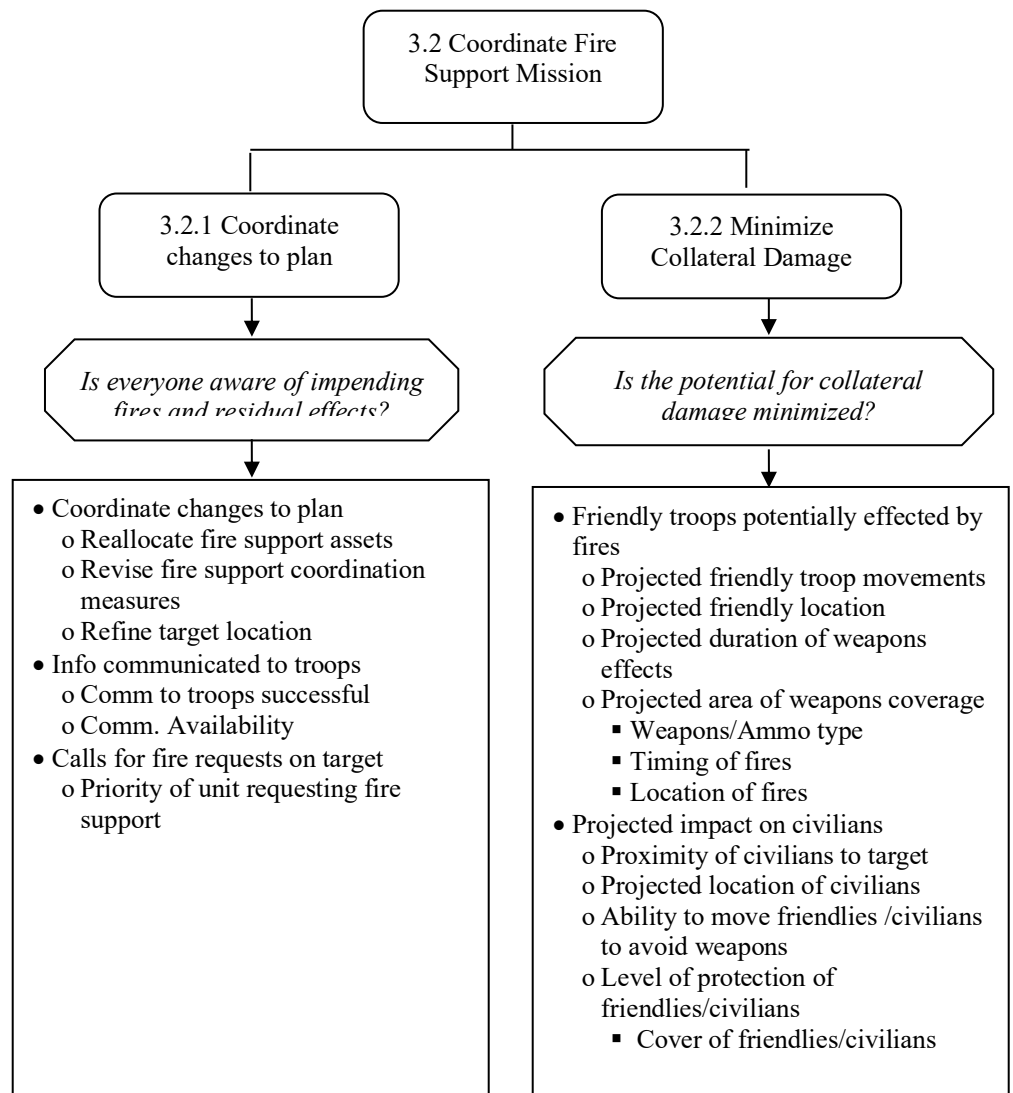 3.2 Coordinate Fire
Support Mission
3.2.1 Coordinate
changes to plan
3.2.2 Minimize
Collateral Damage
Is everyone aware of impending
fires and residual effects?
Is the potential for collateral
damage minimized?
• Coordinate changes to plan
o Reallocate fire support assets
o Revise fire support coordination
measures
o Refine target location
• Info communicated to troops
o Comm to troops successful
o Comm. Availability
• Calls for fire requests on target
o Priority of unit requesting fire
support
• Friendly troops potentially effected by
fires
o Projected friendly troop movements
o Projected friendly location
o Projected duration of weapons
effects
o Projected area of weapons coverage
▪ Weapons/Ammo type
▪ Timing of fires
▪ Location of fires
• Projected impact on civilians
o Proximity of civilians to target
o Projected location of civilians
o Ability to move friendlies /civilians
to avoid weapons
o Level of protection of
friendlies/civilians
▪ Cover of friendlies/civilians